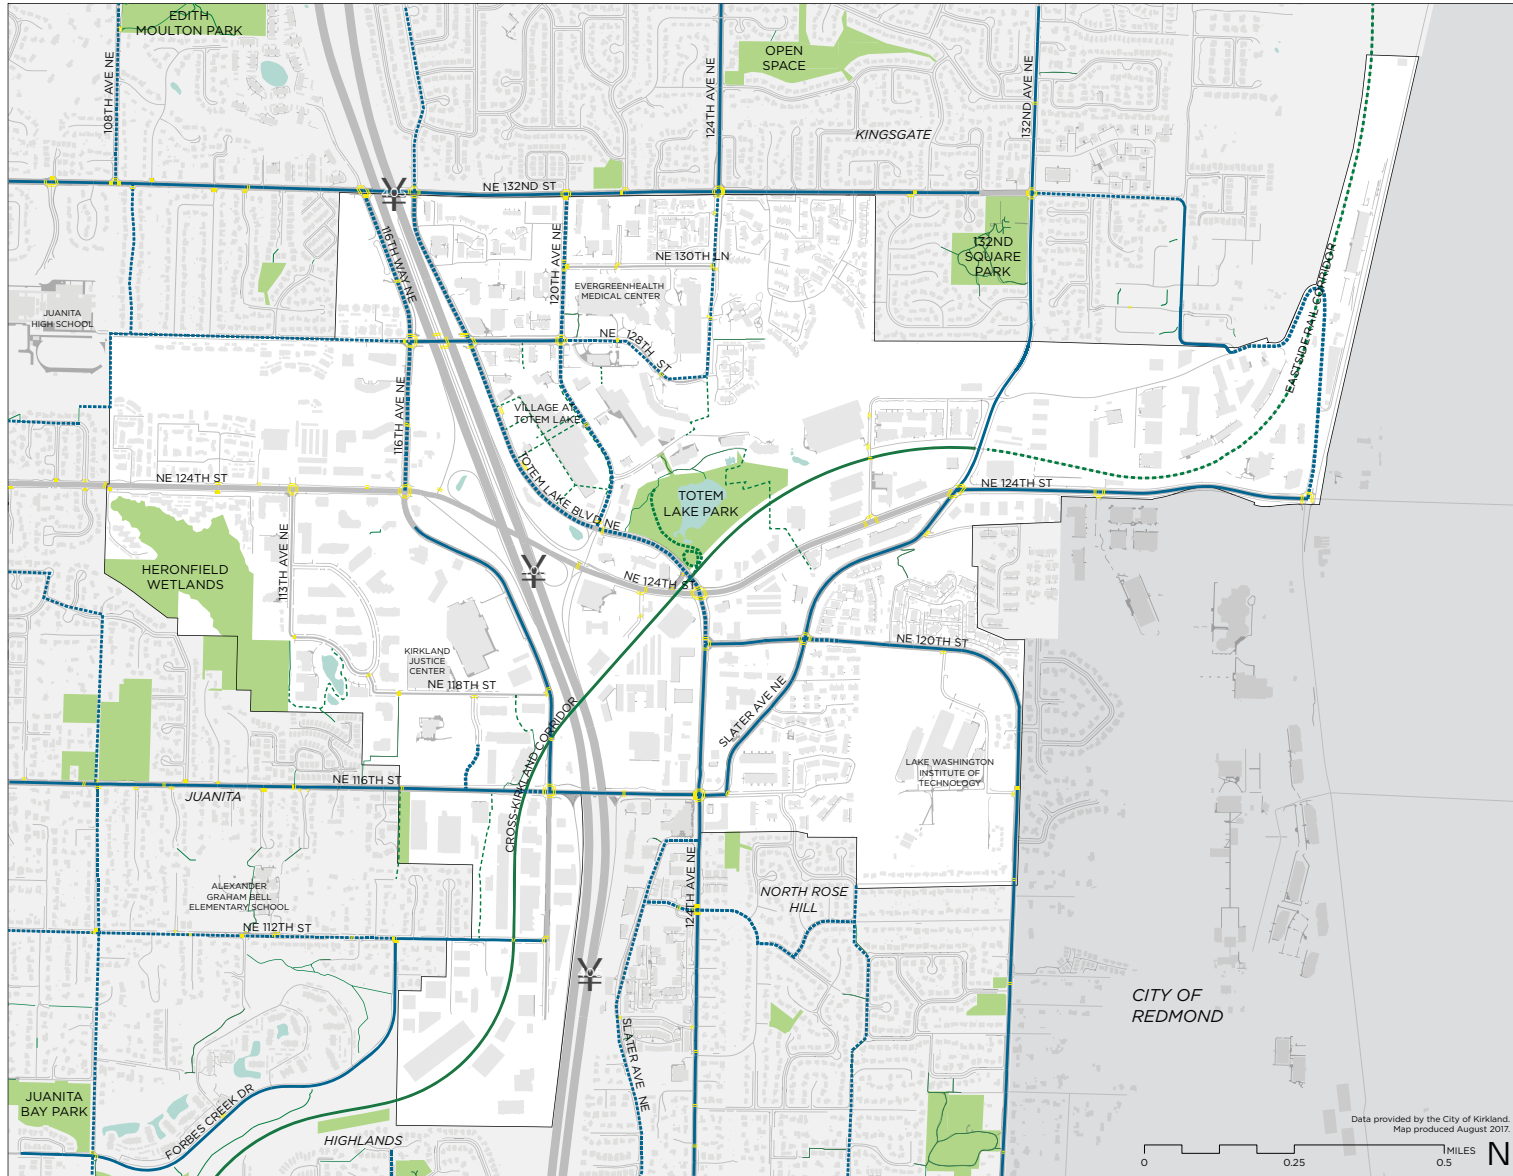 EDITH
MOULTON PARK
108TH AVE NE
124TH AVE NE
OPEN
SPACE
132ND AVE NE
KINGSGATE
NE 132ND ST
116TH WAY NE
120TH AVE NE
NE 130TH LN
132ND
SQUARE
PARK
EASTSIDE RAIL CORRIDOR
EVERGREENHEALTH
MEDICAL CENTER
JUANITA
HIGH SCHOOL
NE 128TH ST
116TH AVE NE
VILLAGE AT
TOTEM LAKE
TOTEM LAKE BLVD NE
NE 124TH ST
TOTEM
LAKE PARK
NE 124TH ST
113TH AVE NE
HERONFIELD
WETLANDS
NE 124TH ST
NE 120TH ST
KIRKLAND
JUSTICE
CENTER
NE 118TH ST
SLATER AVE NE
CROSS-KIRKLAND CORRIDOR
LAKE WASHINGTON
INSTITUTE OF
TECHNOLOGY
NE 116TH ST
JUANITA
124TH AVE NE
ALEXANDER
GRAHAM BELL
ELEMENTARY SCHOOL
NORTH ROSE
HILL
NE 112TH ST
CITY OF
REDMOND
SLATER AVE NE
JUANITA
BAY PARK
FORBES CREEK DR
HIGHLANDS
Data provided by the City of Kirkland.
Map produced August 2017.
MILES
N
0
0.25
0.5